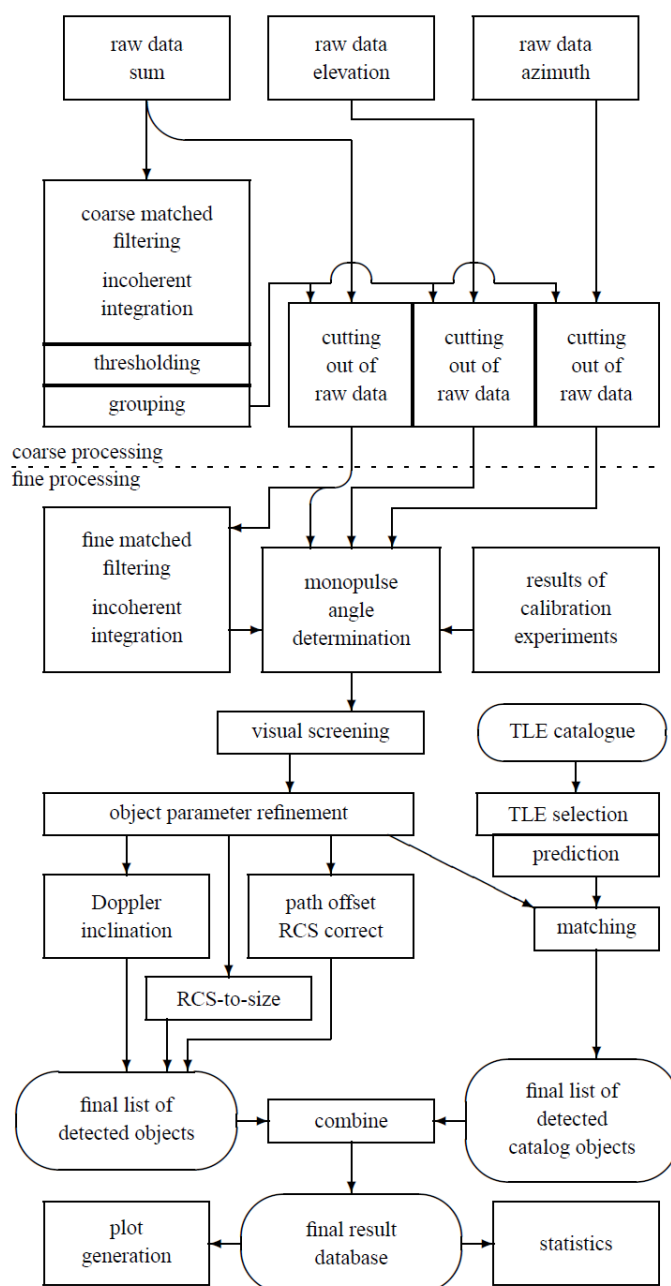 raw data
sum
raw data
elevation
raw data
azimuth
coarse matched
filtering
incoherent
integration
thresholding
grouping
cutting
out of
raw data
cutting
out of
raw data
cutting
out of
raw data
coarse processing
fine processing
fine matched
filtering
incoherent
integration
monopulse
angle
determination
results of
calibration
experiments
visual screening
TLE catalogue
object parameter refinement
TLE selection
prediction
Doppler
inclination
path offset
RCS correct
matching
RCS-to-size
final list of
detected objects
combine
final list of
detected
catalog objects
plot
generation
final result
database
statistics